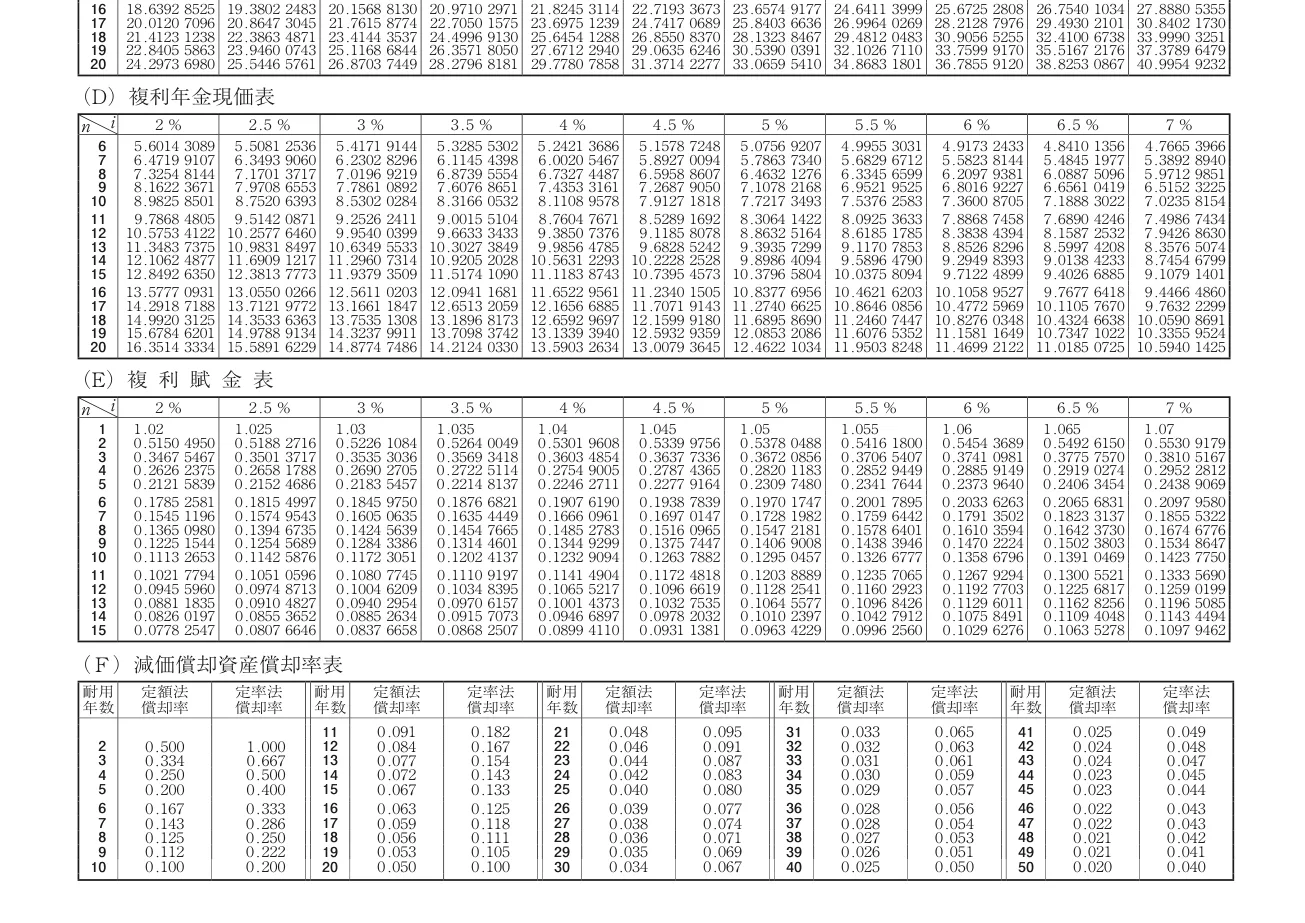 16 18.6392 8525 19.3802 2483 20.1568 8130 20.9710 2971 21.8245 3114 22.7193 3673 23.6574 9177 24.6411 3999 25.6725 2808 26.7540 1034 27.8880 5355
17 20.0120 7096 20.8647 3045 21.7615 8774 22.7050 1575 23.6975 1239 24.7417 0689 25.8403 6636 26.9964 0269 28.2128 7976 29.4930 2101 30.8402 1730
18 21.4123 1238 22.3863 4871 23.4144 3537 24.4996 9130 25.6454 1288 26.8550 8370 28.1323 8467 29.4812 0483 30.9056 5255 32.4100 6738 33.9990 3251
19 22.8405 5863 23.9460 0743 25.1168 6844 26.3571 8050 27.6712 2940 29.0635 6246 30.5390 0391 32.1026 7110 33.7599 9170 35.5167 2176 37.3789 6479
20 24.2973 6980 25.5446 5761 26.8703 7449 28.2796 8181 29.7780 7858 31.3714 2277 33.0659 5410 34.8683 1801 36.7855 9120 38.8253 0867 40.9954 9232
(D) 複利年金現価表
n i 2 % 2.5 % 3 % 3.5 % 4 % 4.5 % 5 % 5.5 % 6 % 6.5 % 7 %
6 5.6014 3089 5.5081 2536 5.4171 9144 5.3285 5302 5.2421 3686 5.1578 7248 5.0756 9207 4.9955 3031 4.9173 2433 4.8410 1356 4.7665 3966
7 6.4719 9107 6.3493 9060 6.2302 8296 6.1145 4398 6.0020 5467 5.8927 0094 5.7863 7340 5.6829 6712 5.5823 8144 5.4845 1977 5.3892 8940
8 7.3254 8144 7.1701 3717 7.0196 9219 6.8739 5554 6.7327 4487 6.5958 8607 6.4632 1276 6.3345 6599 6.2097 9381 6.0887 5096 5.9712 9851
9 8.1622 3671 7.9708 6553 7.7861 0892 7.6076 8651 7.4353 3161 7.2687 9050 7.1078 2168 6.9521 9525 6.8016 9227 6.6561 0419 6.5152 3225
10 8.9825 8501 8.7520 6393 8.5302 0284 8.3166 0532 8.1108 9578 7.9127 1818 7.7217 3493 7.5376 2583 7.3600 8705 7.1888 3022 7.0235 8154
11 9.7868 4805 9.5142 0871 9.2526 2411 9.0015 5104 8.7604 7671 8.5289 1692 8.3064 1422 8.0925 3633 7.8868 7458 7.6890 4246 7.4986 7434
12 10.5753 4122 10.2577 6460 9.9540 0399 9.6633 3433 9.3850 7376 9.1185 8078 8.8632 5164 8.6185 1785 8.3838 4394 8.1587 2532 7.9426 8630
13 11.3483 7375 10.9831 8497 10.6349 5533 10.3027 3849 9.9856 4785 9.6828 5242 9.3935 7299 9.1170 7853 8.8526 8296 8.5997 4208 8.3576 5074
14 12.1062 4877 11.6909 1217 11.2960 7314 10.9205 2028 10.5631 2293 10.2228 2528 9.8986 4094 9.5896 4790 9.2949 8393 9.0138 4233 8.7454 6799
15 12.8492 6350 12.3813 7773 11.9379 3509 11.5174 1090 11.1183 8743 10.7395 4573 10.3796 5804 10.0375 8094 9.7122 4899 9.4026 6885 9.1079 1401
16 13.5777 0931 13.0550 0266 12.5611 0203 12.0941 1681 11.6522 9561 11.2340 1505 10.8377 6956 10.4621 6203 10.1058 9527 9.7677 6418 9.4466 4860
17 14.2918 7188 13.7121 9772 13.1661 1847 12.6513 2059 12.1656 6885 11.7071 9143 11.2740 6625 10.8646 0856 10.4772 5969 10.1105 7670 9.7632 2299
18 14.9920 3125 14.3533 6363 13.7535 1308 13.1896 8173 12.6592 9697 12.1599 9180 11.6895 8690 11.2460 7447 10.8276 0348 10.4324 6638 10.0590 8691
19 15.6784 6201 14.9788 9134 14.3237 9911 13.7098 3742 13.1339 3940 12.5932 9359 12.0853 2086 11.6076 5352 11.1581 1649 10.7347 1022 10.3355 9524
20 16.3514 3334 15.5891 6229 14.8774 7486 14.2124 0330 13.5903 2634 13.0079 3645 12.4622 1034 11.9503 8248 11.4699 2122 11.0185 0725 10.5940 1425
(E) 複 利 賦 金 表
n i 2 % 2.5 % 3 % 3.5 % 4 % 4.5 % 5 % 5.5 % 6 % 6.5 % 7 %
1 1.02 1.025 1.03 1.035 1.04 1.045 1.05 1.055 1.06 1.065 1.07
2 0.5150 4950 0.5188 2716 0.5226 1084 0.5264 0049 0.5301 9608 0.5339 9756 0.5378 0488 0.5416 1800 0.5454 3689 0.5492 6150 0.5530 9179
3 0.3467 5467 0.3501 3717 0.3535 3036 0.3569 3418 0.3603 4854 0.3637 7336 0.3672 0856 0.3706 5407 0.3741 0981 0.3775 7570 0.3810 5167
4 0.2626 2375 0.2658 1788 0.2690 2705 0.2722 5114 0.2754 9005 0.2787 4365 0.2820 1183 0.2852 9449 0.2885 9149 0.2919 0274 0.2952 2812
5 0.2121 5839 0.2152 4686 0.2183 5457 0.2214 8137 0.2246 2711 0.2277 9164 0.2309 7480 0.2341 7644 0.2373 9640 0.2406 3454 0.2438 9069
6 0.1785 2581 0.1815 4997 0.1845 9750 0.1876 6821 0.1907 6190 0.1938 7839 0.1970 1747 0.2001 7895 0.2033 6263 0.2065 6831 0.2097 9580
7 0.1545 1196 0.1574 9543 0.1605 0635 0.1635 4449 0.1666 0961 0.1697 0147 0.1728 1982 0.1759 6442 0.1791 3502 0.1823 3137 0.1855 5322
8 0.1365 0980 0.1394 6735 0.1424 5639 0.1454 7665 0.1485 2783 0.1516 0965 0.1547 2181 0.1578 6401 0.1610 3594 0.1642 3730 0.1674 6776
9 0.1225 1544 0.1254 5689 0.1284 3386 0.1314 4601 0.1344 9299 0.1375 7447 0.1406 9008 0.1438 3946 0.1470 2224 0.1502 3803 0.1534 8647
10 0.1113 2653 0.1142 5876 0.1172 3051 0.1202 4137 0.1232 9094 0.1263 7882 0.1295 0457 0.1326 6777 0.1358 6796 0.1391 0469 0.1423 7750
11 0.1021 7794 0.1051 0596 0.1080 7745 0.1110 9197 0.1141 4904 0.1172 4818 0.1203 8889 0.1235 7065 0.1267 9294 0.1300 5521 0.1333 5690
12 0.0945 5960 0.0974 8713 0.1004 6209 0.1034 8395 0.1065 5217 0.1096 6619 0.1128 2541 0.1160 2923 0.1192 7703 0.1225 6817 0.1259 0199
13 0.0881 1835 0.0910 4827 0.0940 2954 0.0970 6157 0.1001 4373 0.1032 7535 0.1064 5577 0.1096 8426 0.1129 6011 0.1162 8256 0.1196 5085
14 0.0826 0197 0.0855 3652 0.0885 2634 0.0915 7073 0.0946 6897 0.0978 2032 0.1010 2397 0.1042 7912 0.1075 8491 0.1109 4048 0.1143 4494
15 0.0778 2547 0.0807 6646 0.0837 6658 0.0868 2507 0.0899 4110 0.0931 1381 0.0963 4229 0.0996 2560 0.1029 6276 0.1063 5278 0.1097 9462
(F) 減価償却資産償却率表
耐用 定額法 定率法 耐用 定額法 定率法 耐用 定額法 定率法 耐用 定額法 定率法 耐用 定額法 定率法
年数 償却率 償却率 年数 償却率 償却率 年数 償却率 償却率 年数 償却率 償却率 年数 償却率 償却率
11 0.091 0.182 21 0.048 0.095 31 0.033 0.065 41 0.025 0.049
2 0.500 1.000 12 0.084 0.167 22 0.046 0.091 32 0.032 0.063 42 0.024 0.048
3 0.334 0.667 13 0.077 0.154 23 0.044 0.087 33 0.031 0.061 43 0.024 0.047
4 0.250 0.500 14 0.072 0.143 24 0.042 0.083 34 0.030 0.059 44 0.023 0.045
5 0.200 0.400 15 0.067 0.133 25 0.040 0.080 35 0.029 0.057 45 0.023 0.044
6 0.167 0.333 16 0.063 0.125 26 0.039 0.077 36 0.028 0.056 46 0.022 0.043
7 0.143 0.286 17 0.059 0.118 27 0.038 0.074 37 0.028 0.054 47 0.022 0.043
8 0.125 0.250 18 0.056 0.111 28 0.036 0.071 38 0.027 0.053 48 0.021 0.042
9 0.112 0.222 19 0.053 0.105 29 0.035 0.069 39 0.026 0.051 49 0.021 0.041
10 0.100 0.200 20 0.050 0.100 30 0.034 0.067 40 0.025 0.050 50 0.020 0.040